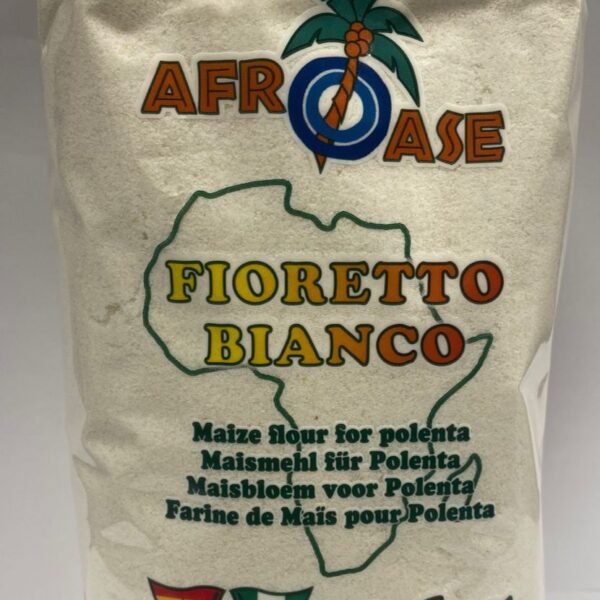 AFROASE
FIORETTO
BIANCO
Maize flour for polenta
Maismehl für Polenta
Maisbloem voor Polenta
Farine de Maïs pour Polenta